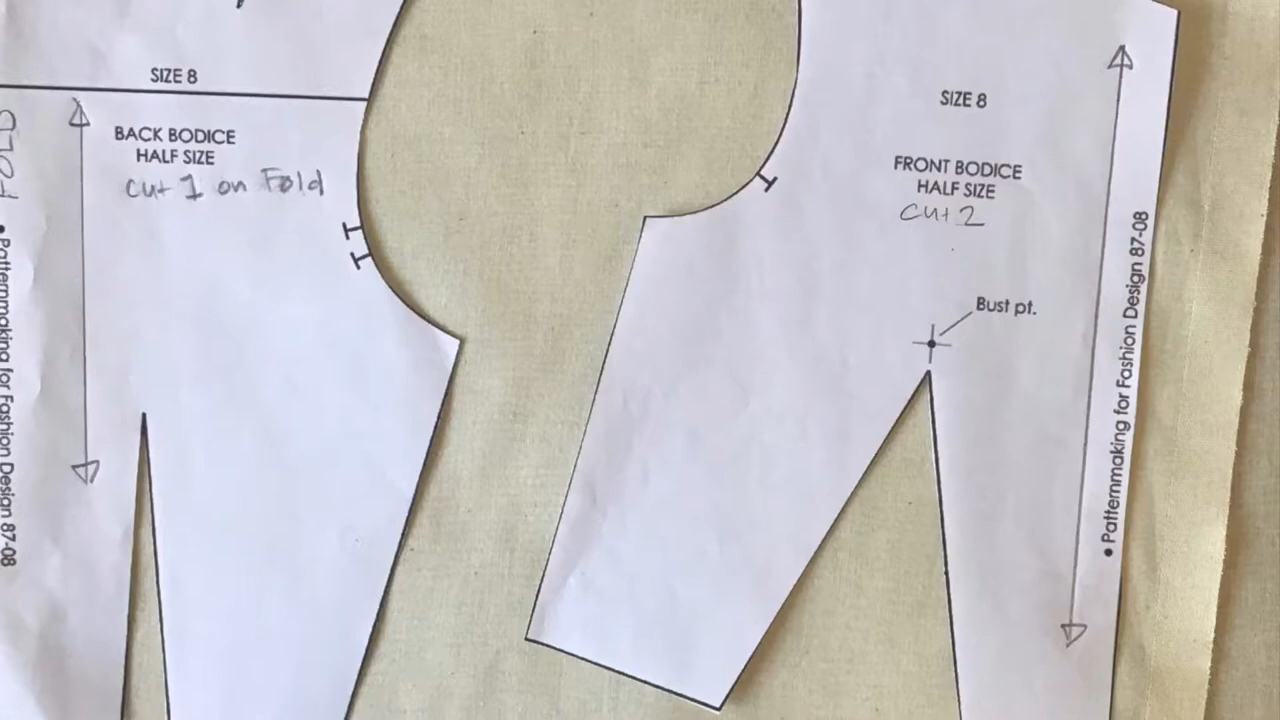 SIZE 8
BACK BODICE
HALF SIZE
cut 1 on Fold
FOLD
• Patternmaking for Fashion Design 87-08
SIZE 8
FRONT BODICE
HALF SIZE
cut 2
Bust pt.
• Patternmaking for Fashion Design 87-08